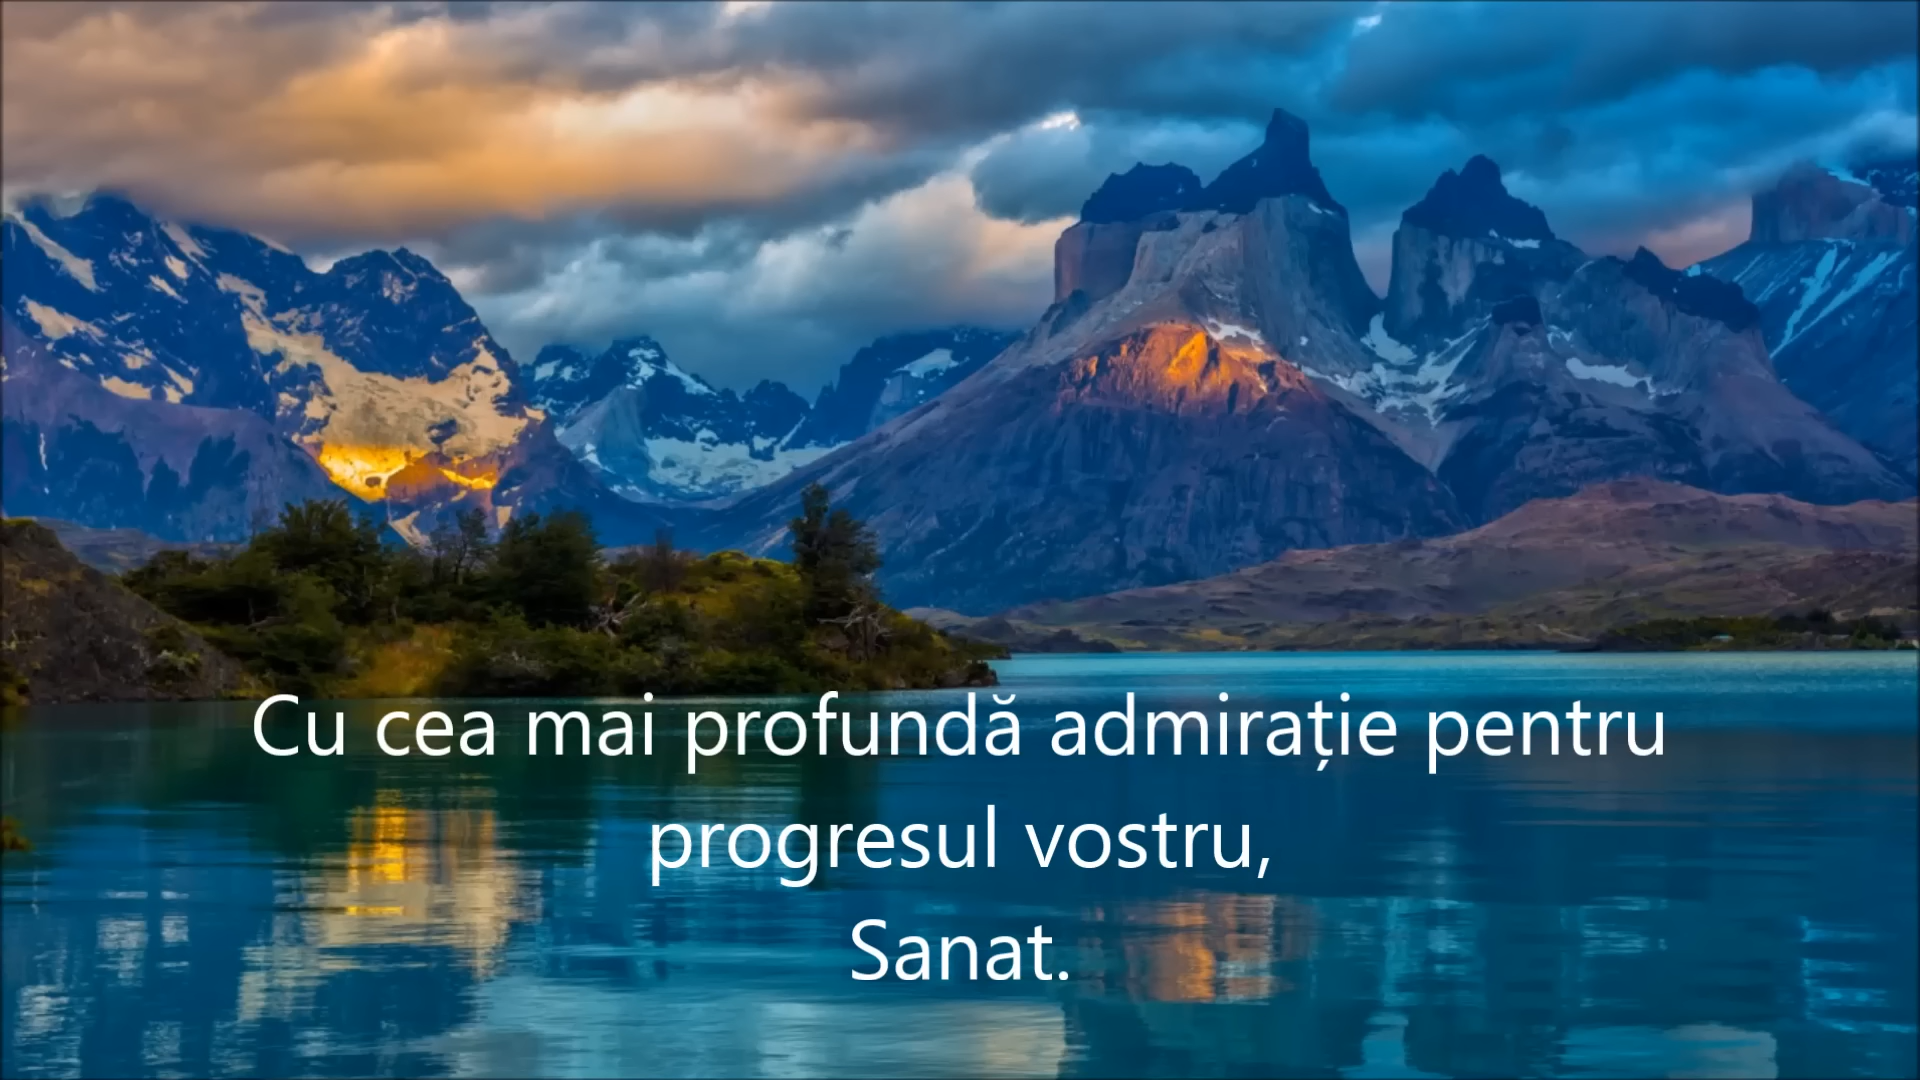 Cu cea mai profundă admirație pentru
progresul vostru,
Sanat.